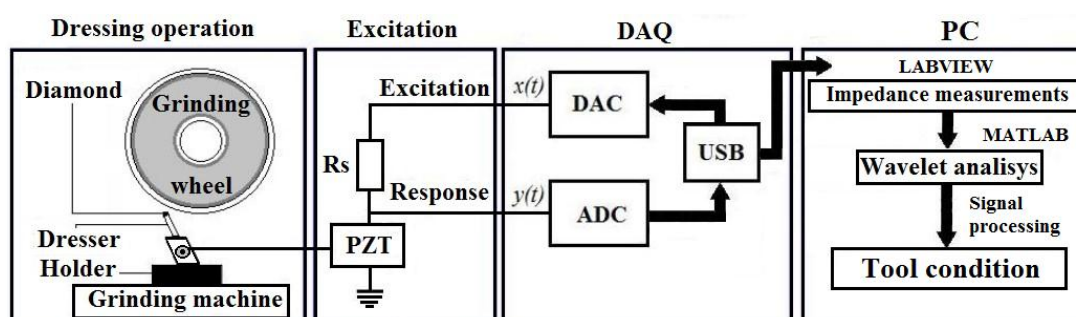 Dressing operation
Diamond
Grinding
wheel
Dresser
Holder
Grinding machine
Excitation
Excitation
Rs
Response
PZT
DAQ
x(t)
DAC
USB
y(t)
ADC
PC
LABVIEW
Impedance measurements
MATLAB
Wavelet analisys
Signal
processing
Tool condition